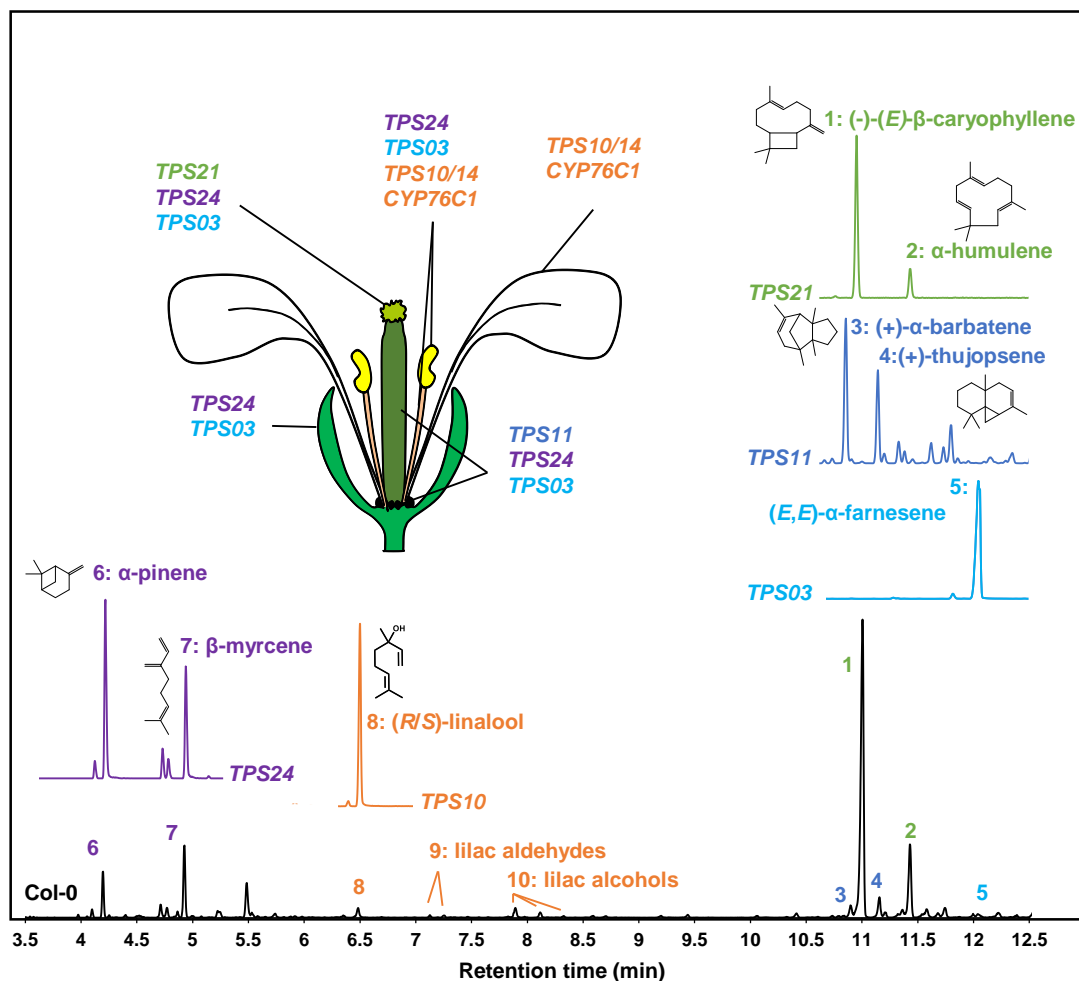 TPS21
TPS24
TPS03
TPS24
TPS03
TPS10/14
CYP76C1
TPS10/14
CYP76C1
TPS24
TPS03
TPS11
TPS24
TPS03
1: (-)-(E)-β-caryophyllene
2: α-humulene
TPS21
3: (+)-α-barbatene
4:(+)-thujopsene
TPS11
5:
(E,E)-α-farnesene
TPS03
6: α-pinene
7: β-myrcene
TPS24
OH
8: (R/S)-linalool
TPS10
Col-0
6
7
8
9: lilac aldehydes
10: lilac alcohols
3
1
4
2
5
3.5 4 4.5 5 5.5 6 6.5 7 7.5 8 8.5 9 9.5 10 10.5 11 11.5 12 12.5
Retention time (min)